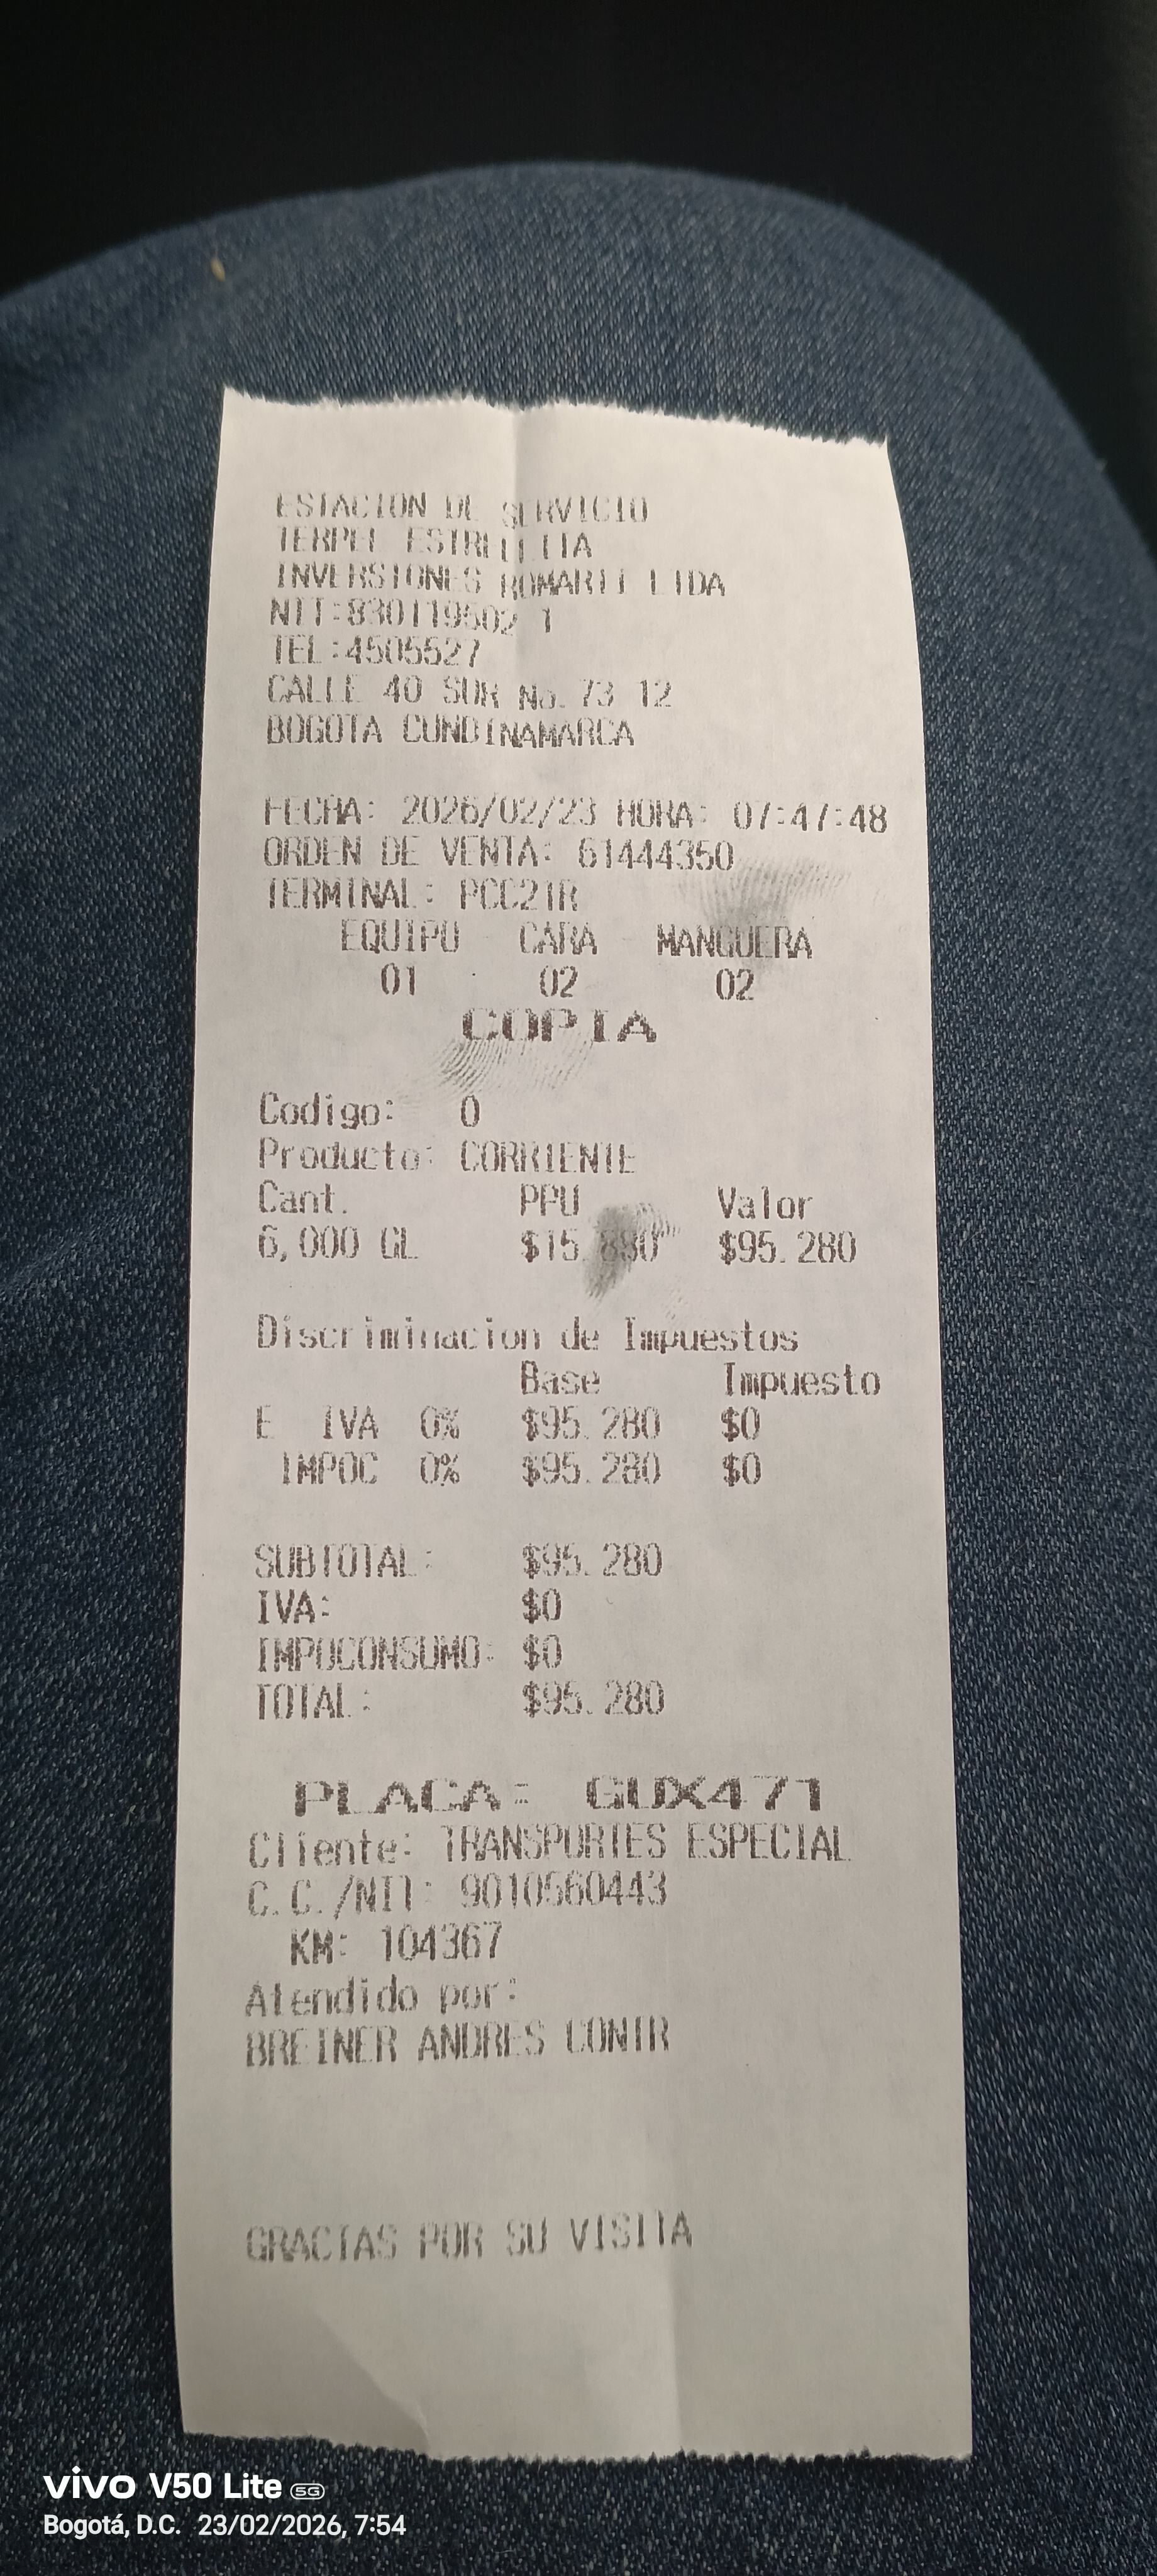 ESTACION DE SERVICIO
TERPEL ESTRELLITA
INVERSIONES ROMARIE LTDA
NIT:830119502 1
TEL:4505527
CALLE 40 SUR No. 73 12
BOGOTA CUNDINAMARCA
FECHA: 2026/02/23 HORA: 07:47:48
ORDEN DE VENTA: 61444350
TERMINAL: PCC21R
EQUIPO CARA MANGUERA
01 02 02
COPIA
Codigo: 0
Producto: CORRIENTE
Cant. PPU Valor
6,000 GL $15.880 $95.280
Discriminacion de Impuestos
Base Impuesto
E IVA 0% $95.280 $0
IMPOC 0% $95.280 $0
SUBTOTAL: $95.280
IVA: $0
IMPOCONSUMO: $0
TOTAL: $95.280
PLACA: GUX471
Cliente: TRANSPORTES ESPECIAL
C.C./NIT: 9010560443
KM: 104367
Atendido por:
BREINER ANDRES CONTR
GRACIAS POR SU VISITA
vivo V50 Lite 5G
Bogotá, D.C. 23/02/2026, 7:54